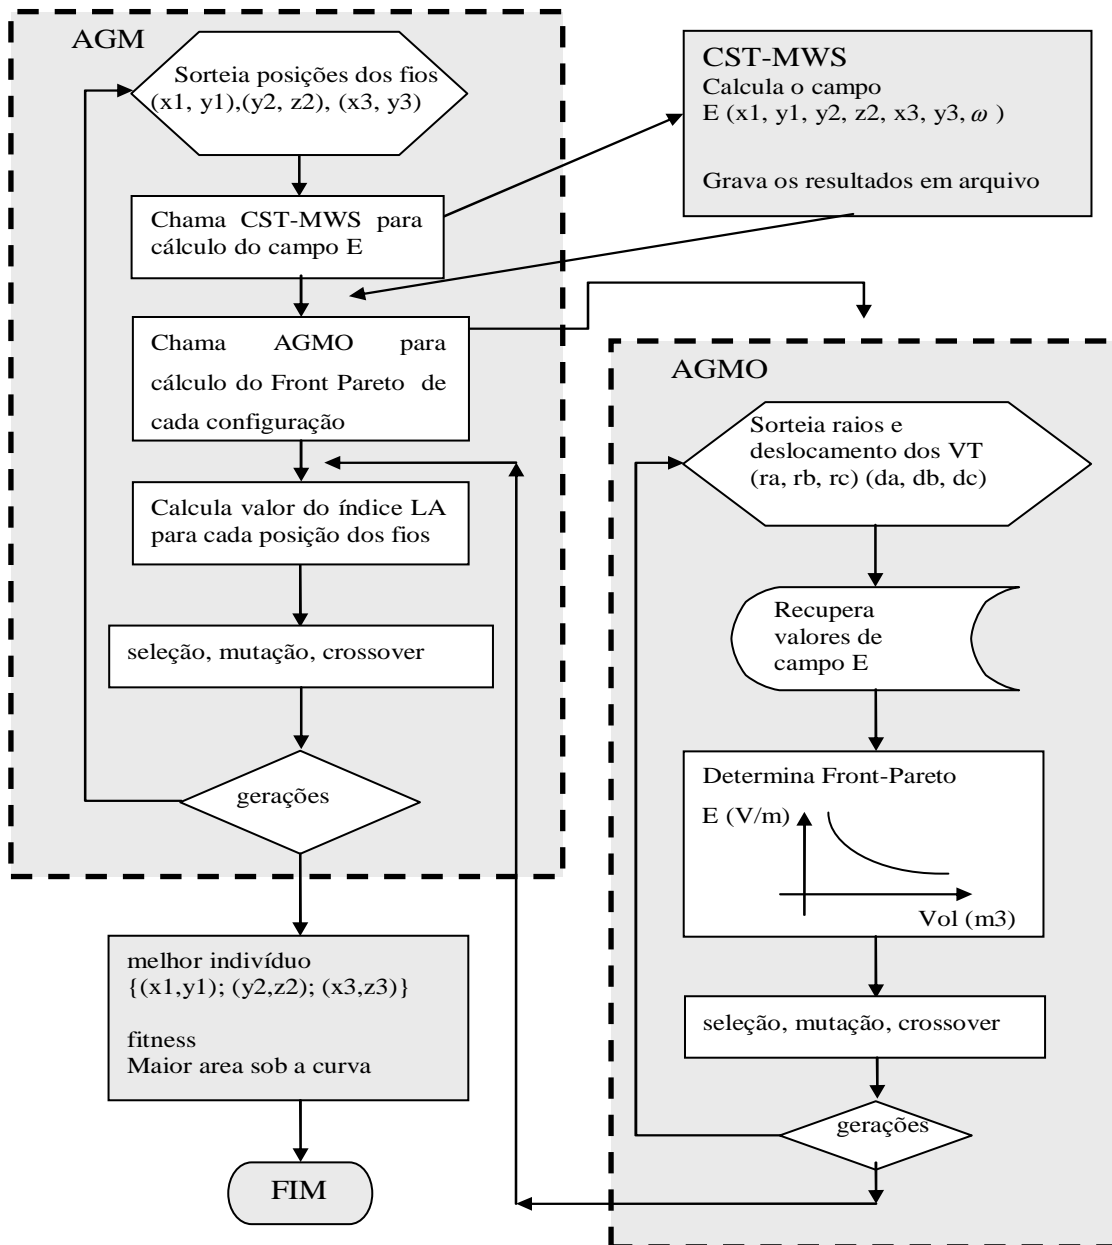 AGM
Sorteia posições dos fios
(x1, y1),(y2, z2), (x3, y3)
Chama CST-MWS para
cálculo do campo E
Chama AGMO para
cálculo do Front Pareto de
cada configuração
Calcula valor do índice LA
para cada posição dos fios
seleção, mutação, crossover
gerações
melhor indivíduo
{(x1,y1); (y2,z2); (x3,z3)}
fitness
Maior area sob a curva
FIM
CST-MWS
Calcula o campo
E (x1, y1, y2, z2, x3, y3, ω )
Grava os resultados em arquivo
AGMO
Sorteia raios e
deslocamento dos VT
(ra, rb, rc) (da, db, dc)
Recupera
valores de
campo E
Determina Front-Pareto
E (V/m)
Vol (m3)
seleção, mutação, crossover
gerações